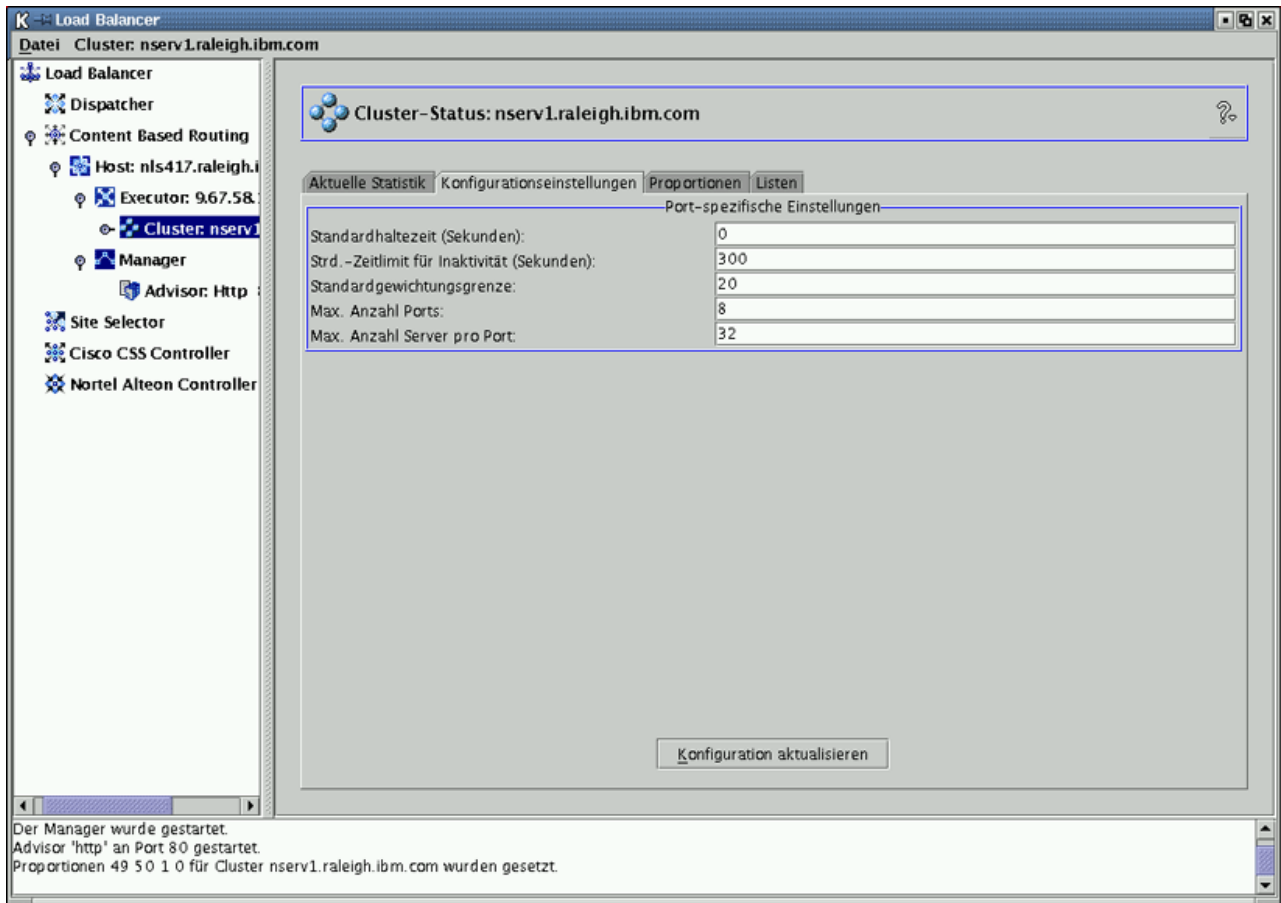 Load Balancer
Datei Cluster: nserv1.raleigh.ibm.com
Load Balancer
Dispatcher
Content Based Routing
Host: nls417.raleigh.i
Executor: 9.67.58.
Cluster: nserv1
Manager
Advisor: Http
Site Selector
Cisco CSS Controller
Nortel Alteon Controller
Cluster-Status: nserv1.raleigh.ibm.com
?
Aktuelle Statistik Konfigurationseinstellungen Proportionen Listen
Port-spezifische Einstellungen
Standardhaltezeit (Sekunden): 0
Strd.-Zeitlimit für Inaktivität (Sekunden): 300
Standardgewichtungsgrenze: 20
Max. Anzahl Ports: 8
Max. Anzahl Server pro Port: 32
Konfiguration aktualisieren
Der Manager wurde gestartet.
Advisor 'http' an Port 80 gestartet.
Proportionen 49 50 1 0 für Cluster nserv1.raleigh.ibm.com wurden gesetzt.